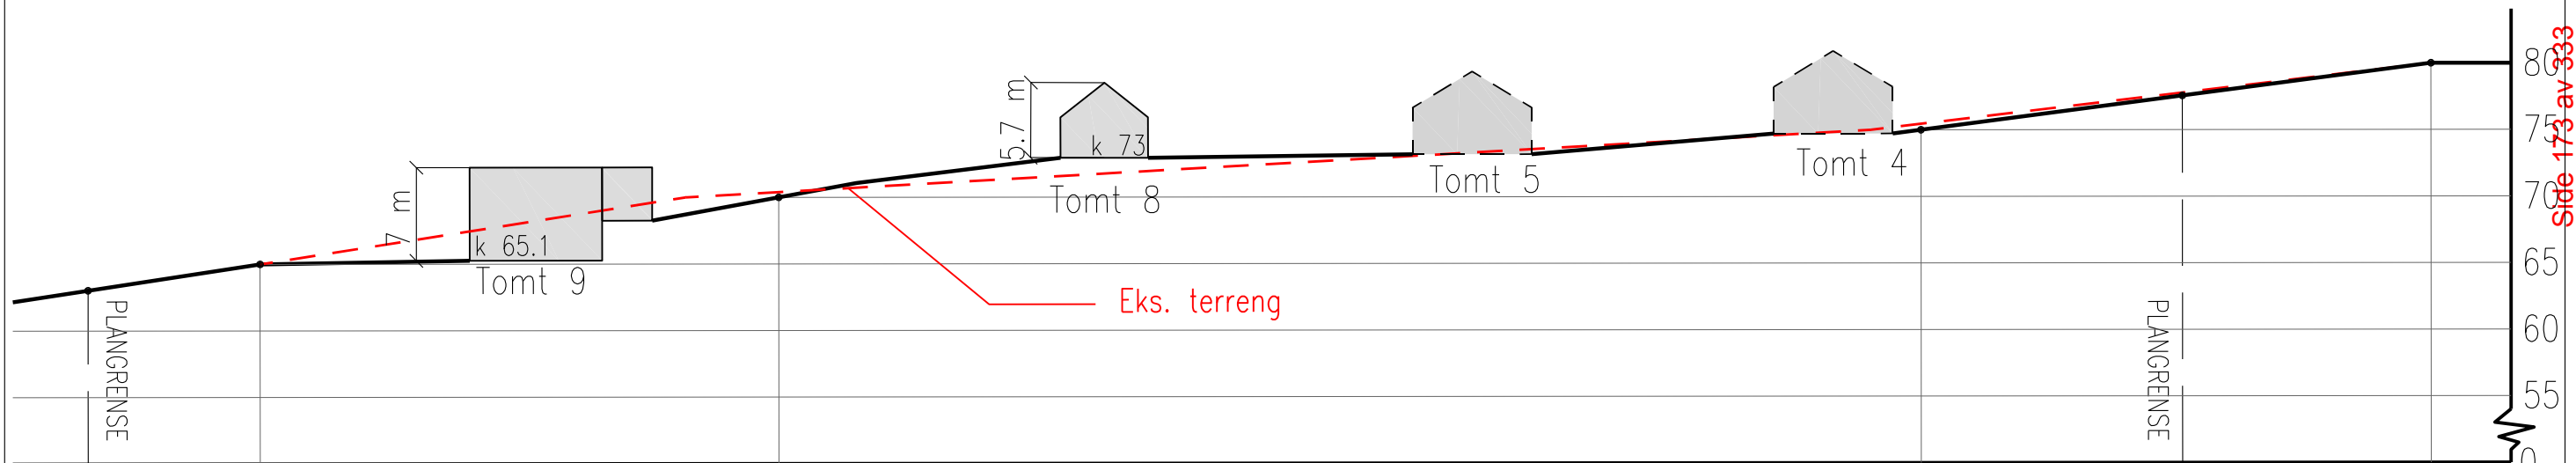 7 m
k 65.1
Tomt 9
5.7 m
k 73
Tomt 8
Tomt 5
Tomt 4
Eks. terreng
PLANGRENSE
PLANGRENSE
80
75
70
65
60
55
0
Side 173 av 333